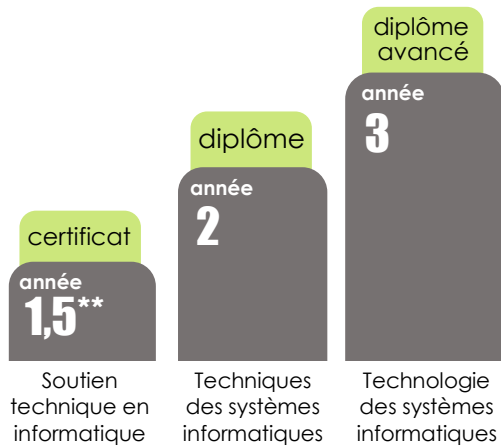 certificat
année
1,5**
Soutien
technique en
informatique
diplôme
année
2
Techniques
des systèmes
informatiques
diplôme
avancé
année
3
Technologie
des systèmes
informatiques